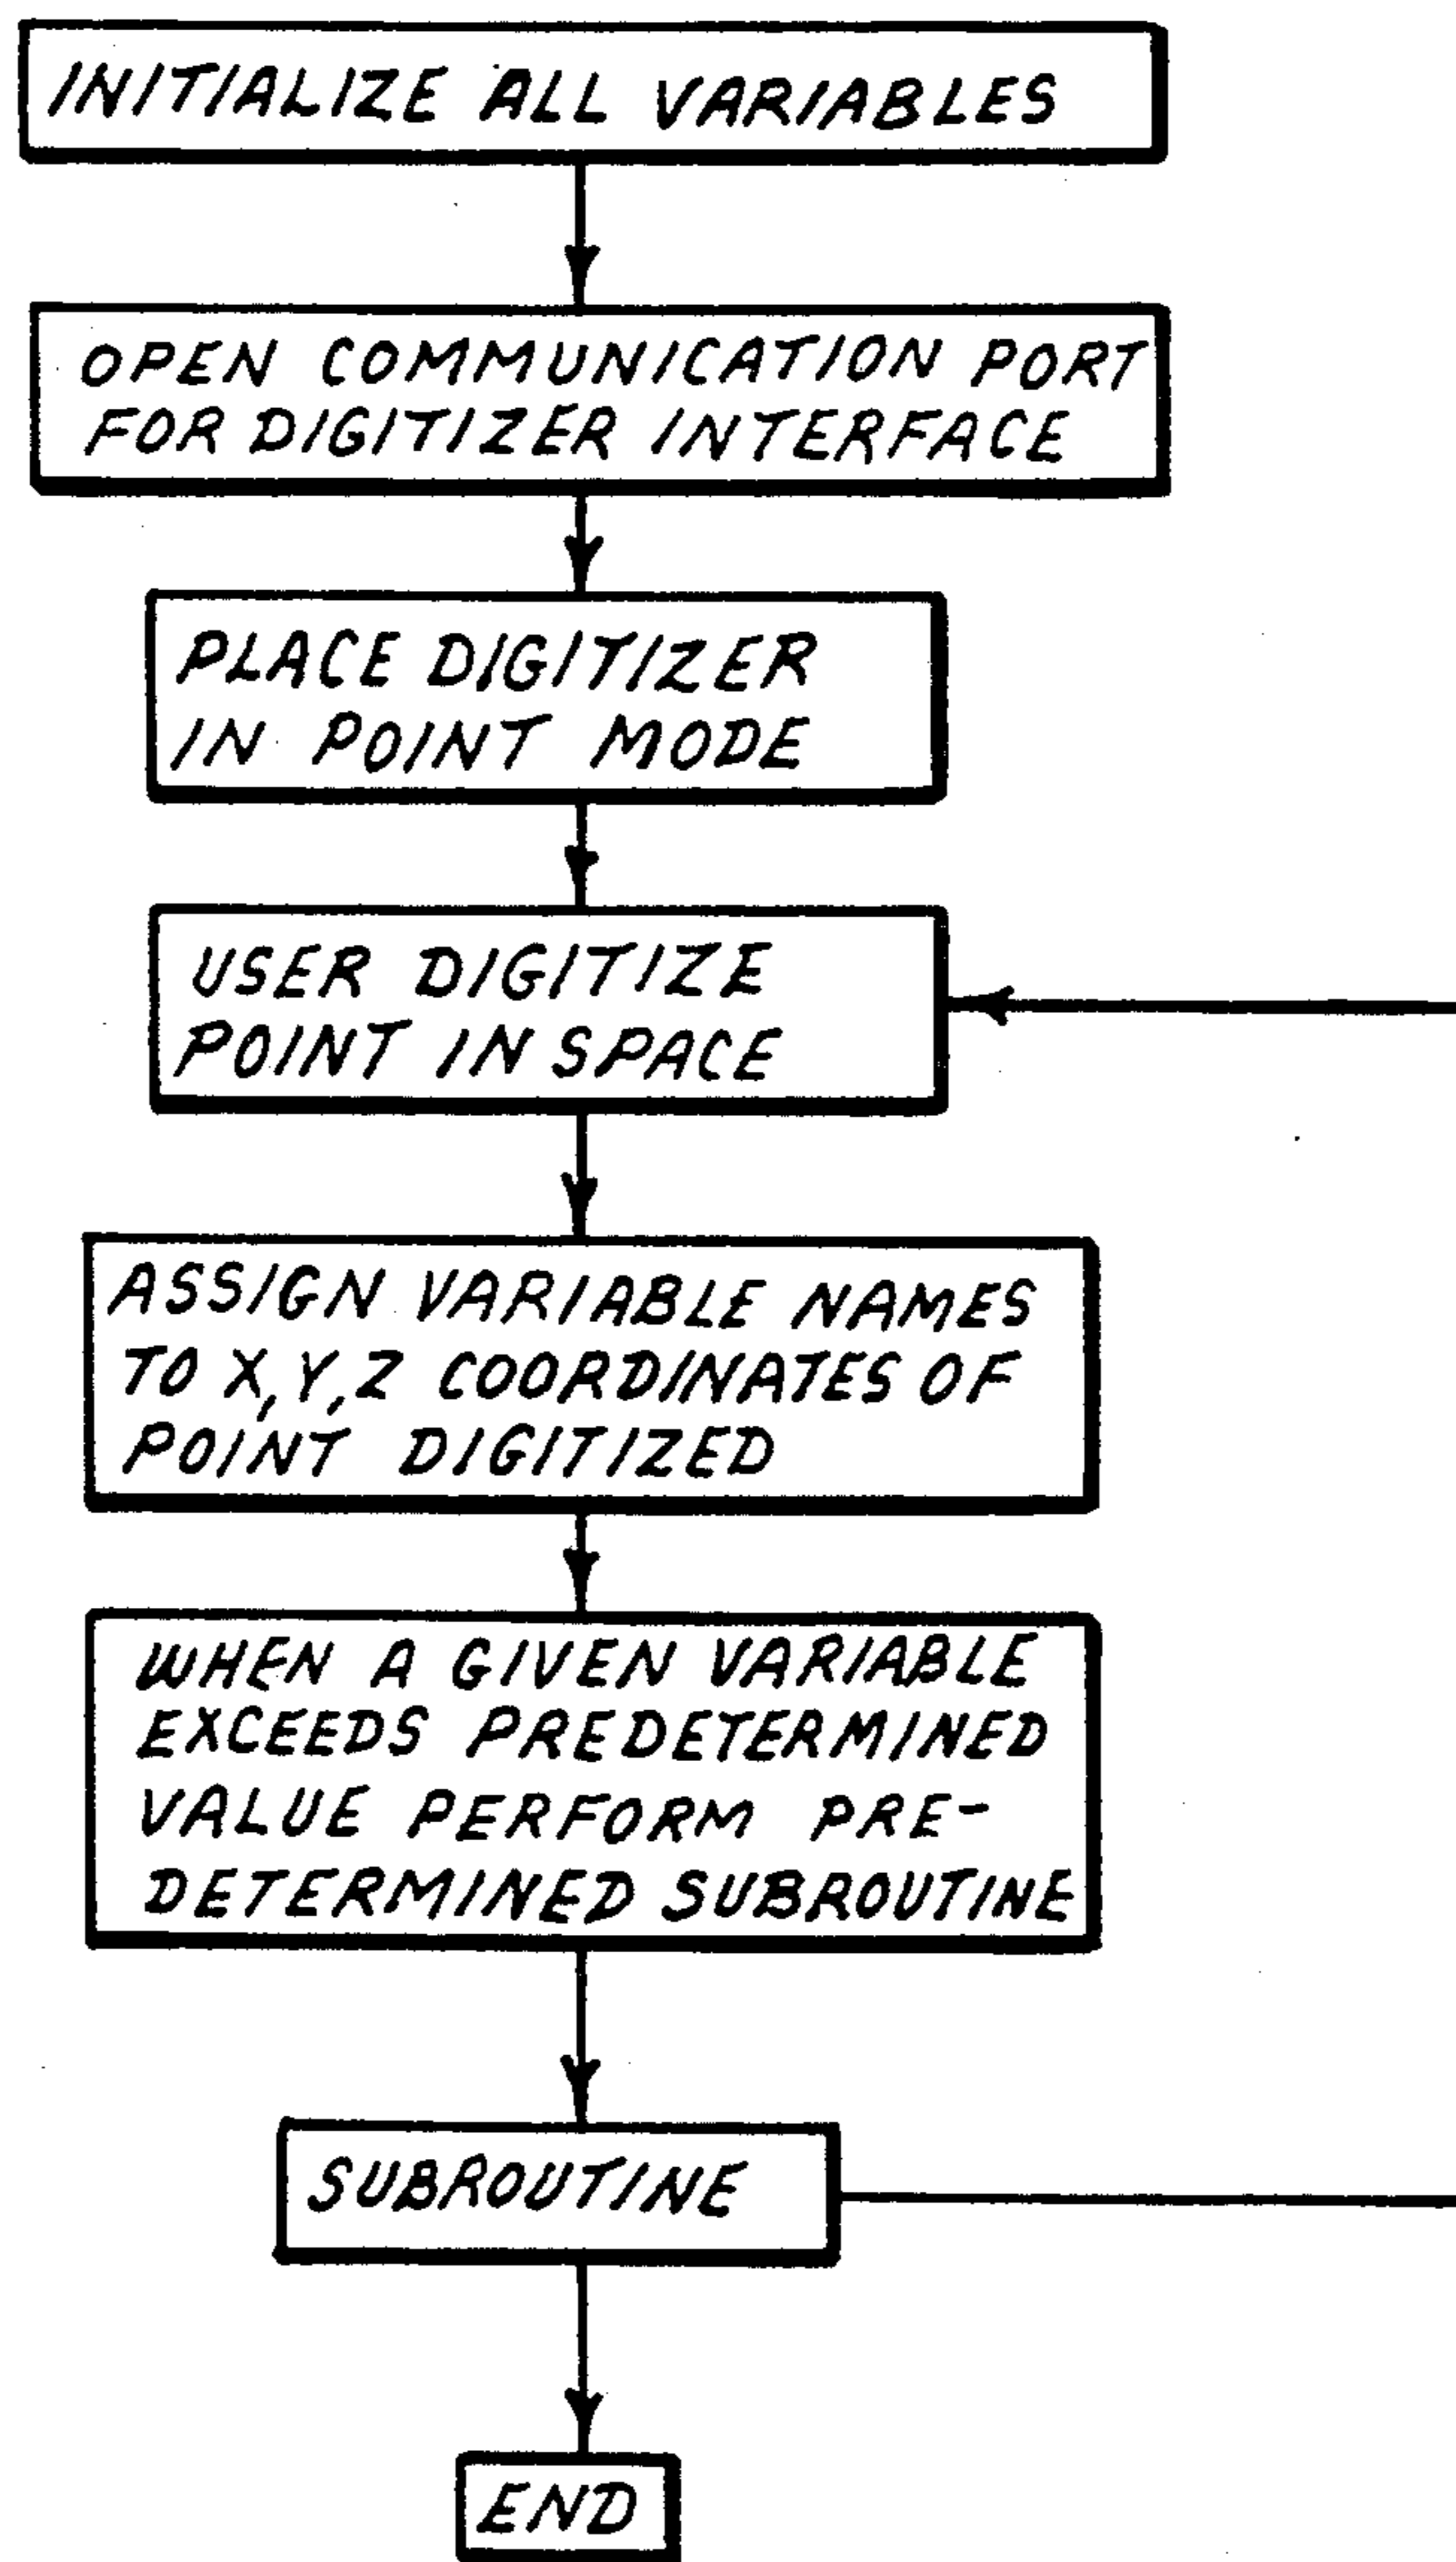 INITIALIZE ALL VARIABLES
OPEN COMMUNICATION PORT
FOR DIGITIZER INTERFACE
PLACE DIGITIZER
IN POINT MODE
USER DIGITIZE
POINT IN SPACE
ASSIGN VARIABLE NAMES
TO X,Y,Z COORDINATES OF
POINT DIGITIZED
WHEN A GIVEN VARIABLE
EXCEEDS PREDETERMINED
VALUE PERFORM PRE-
DETERMINED SUBROUTINE
SUBROUTINE
END